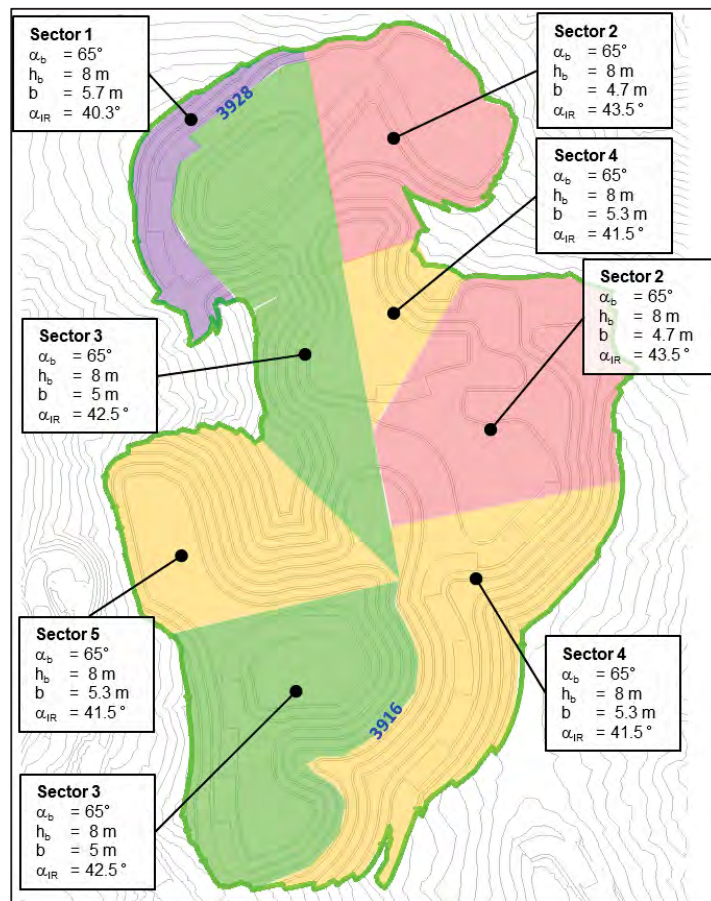 Sector 1
αb = 65°
hb = 8 m
b = 5.7 m
αIR = 40.3°
3928
Sector 2
αb = 65°
hb = 8 m
b = 4.7 m
αIR = 43.5°
Sector 4
αb = 65°
hb = 8 m
b = 5.3 m
αIR = 41.5°
Sector 2
αb = 65°
hb = 8 m
b = 4.7 m
αIR = 43.5°
Sector 3
αb = 65°
hb = 8 m
b = 5 m
αIR = 42.5 °
Sector 5
αb = 65°
hb = 8 m
b = 5.3 m
αIR = 41.5°
Sector 4
αb = 65°
hb = 8 m
b = 5.3 m
αIR = 41.5°
3916
Sector 3
αb = 65°
hb = 8 m
b = 5 m
αIR = 42.5 °